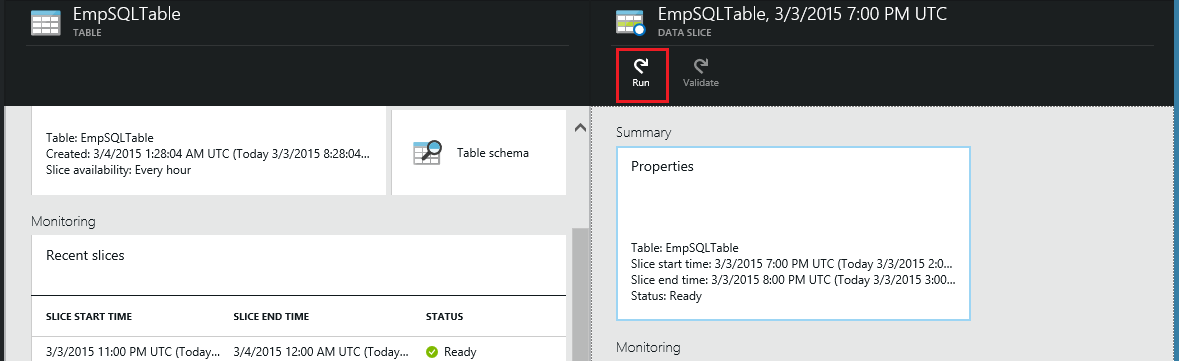 EmpSQLTable
TABLE
Table: EmpSQLTable
Created: 3/4/2015 1:28:04 AM UTC (Today 3/3/2015 8:28:04...
Slice availability: Every hour
Table schema
Monitoring
Recent slices
SLICE START TIME SLICE END TIME STATUS
3/3/2015 11:00 PM UTC (Today... 3/4/2015 12:00 AM UTC (Today... Ready
EmpSQLTable, 3/3/2015 7:00 PM UTC
DATA SLICE
Run Validate
Summary
Properties
Table: EmpSQLTable
Slice start time: 3/3/2015 7:00 PM UTC (Today 3/3/2015 2:0...
Slice end time: 3/3/2015 8:00 PM UTC (Today 3/3/2015 3:00...
Status: Ready
Monitoring